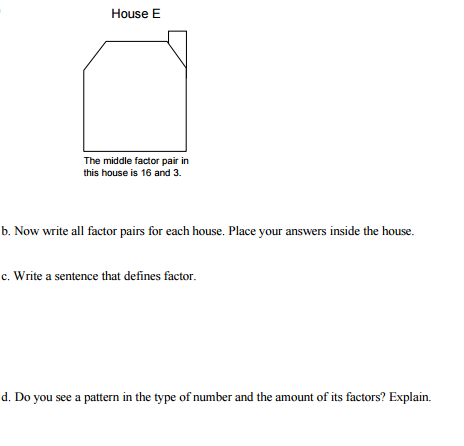 House E
The middle factor pair in
this house is 16 and 3.
b. Now write all factor pairs for each house. Place your answers inside the house.
c. Write a sentence that defines factor.
d. Do you see a pattern in the type of number and the amount of its factors? Explain.